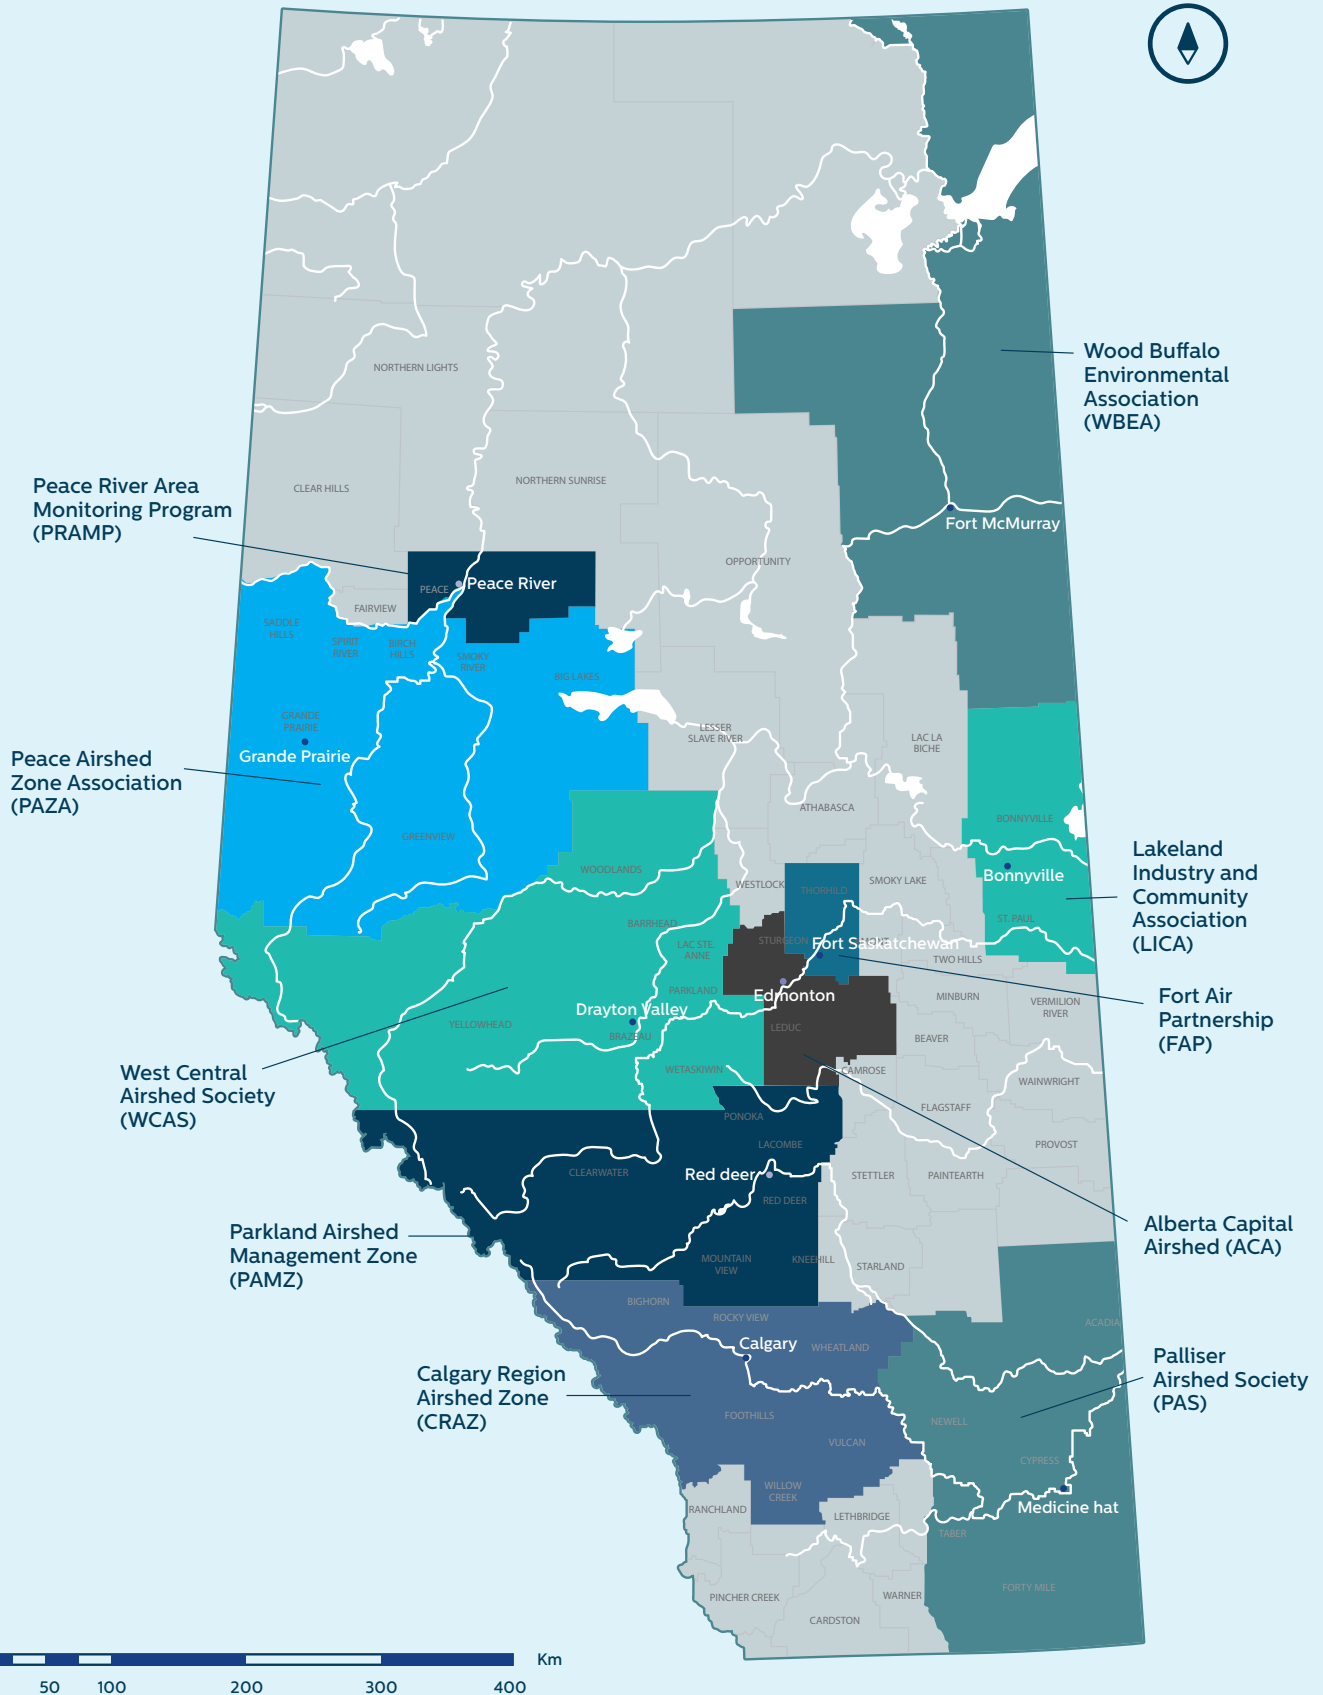 Wood Buffalo
Environmental
Association
(WBEA)
NORTHERN LIGHTS
CLEAR HILLS
NORTHERN SUNRISE
Peace River Area
Monitoring Program
(PRAMP)
Fort McMurray
OPPORTUNITY
PEACE
Peace River
FAIRVIEW
SADDLE
HILLS
SPIRIT
RIVER
BIRCH
HILLS
SMOKY
RIVER
BIG LAKES
GRANDE
PRAIRIE
Grande Prairie
LESSER
SLAVE RIVER
LAC LA
BICHE
Peace Airshed
Zone Association
(PAZA)
ATHABASCA
BONNYVILLE
GREENVIEW
WOODLANDS
Bonnyville
Lakeland
Industry and
Community
Association
(LICA)
WESTLOCK
THORHILD
SMOKY LAKE
BARRHEAD
ST. PAUL
LAC STE.
ANNE
STURGEON
Fort Saskatchewan
TWO HILLS
PARKLAND
Edmonton
MINBURN
VERMILION
RIVER
Fort Air
Partnership
(FAP)
Drayton Valley
YELLOWHEAD
BRAZEAU
LEDUC
BEAVER
West Central
Airshed Society
(WCAS)
WETASKIWIN
CAMROSE
WAINWRIGHT
FLAGSTAFF
PONOKA
LACOMBE
PROVOST
CLEARWATER
Red deer
STETTLER
PAINTEARTH
RED DEER
Alberta Capital
Airshed (ACA)
Parkland Airshed
Management Zone
(PAMZ)
MOUNTAIN
VIEW
KNEEHILL
STARLAND
BIGHORN
ROCKY VIEW
ACADIA
Calgary
WHEATLAND
Palliser
Airshed Society
(PAS)
Calgary Region
Airshed Zone
(CRAZ)
FOOTHILLS
NEWELL
VULCAN
CYPRESS
WILLOW
CREEK
Medicine hat
RANCHLAND
LETHBRIDGE
TABER
FORTY MILE
PINCHER CREEK
WARNER
CARDSTON
Km
50 100 200 300 400